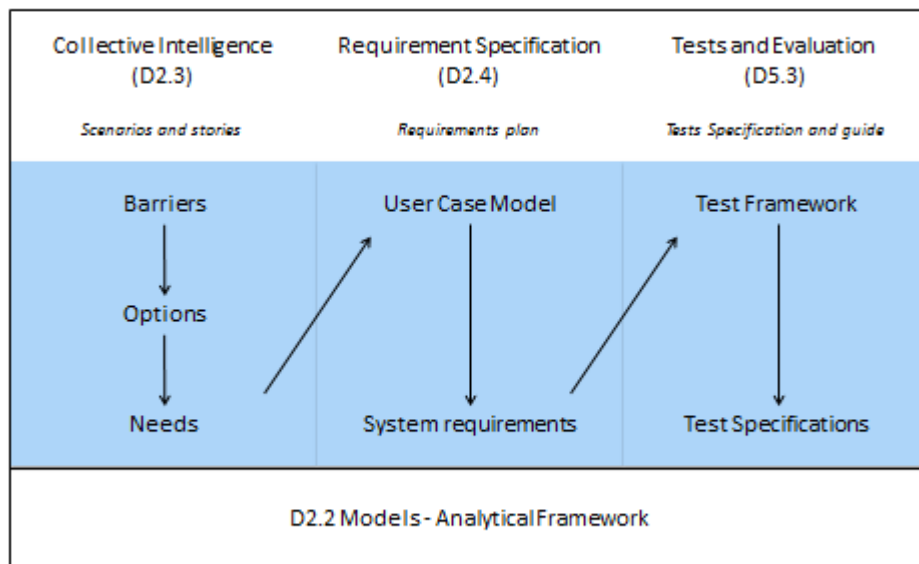 Collective Intelligence
(D2.3)
Scenarios and stories
Requirement Specification
(D2.4)
Requirements plan
Tests and Evaluation
(D5.3)
Tests Specification and guide
Barriers
Options
Needs
User Case Model
System requirements
Test Framework
Test Specifications
D2.2 Models - Analytical Framework